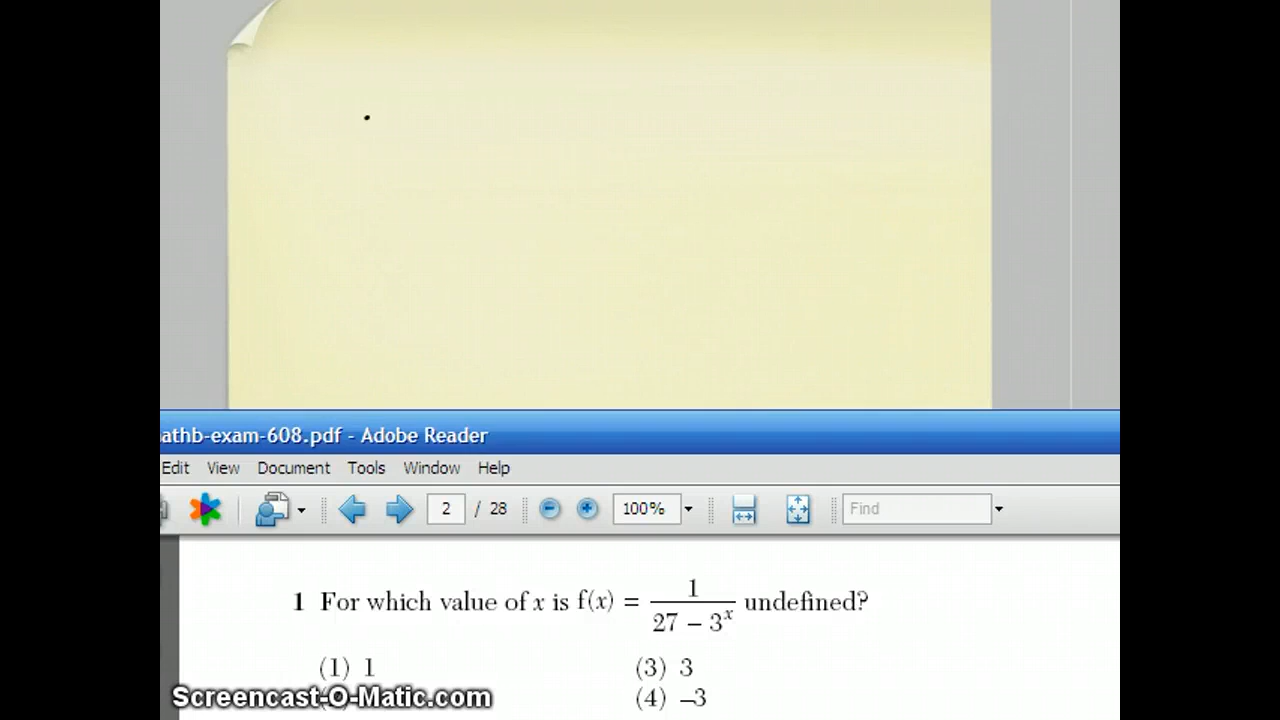 athb-exam-608.pdf - Adobe Reader
Edit View Document Tools Window Help
2 / 28 100% Find
1 For which value of x is f(x) = 1/(27 – 3^x) undefined?
(1) 1 (3) 3
(4) –3
Screencast-O-Matic.com